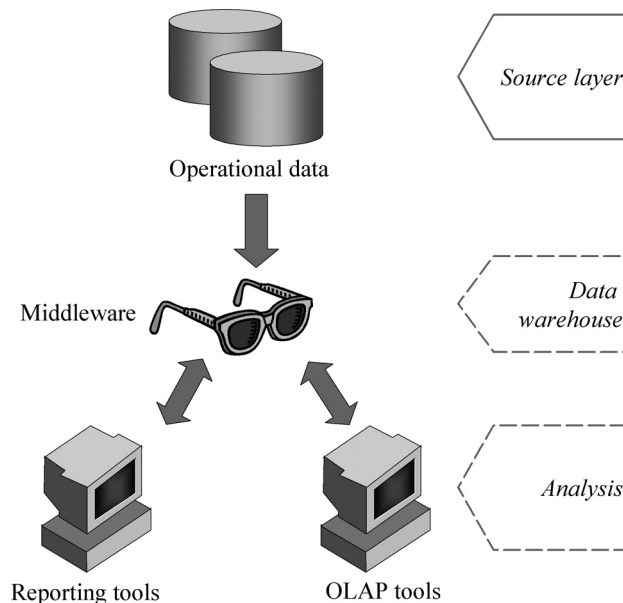 Source layer
Operational data
Middleware
Data
warehouse
Analysis
Reporting tools
OLAP tools